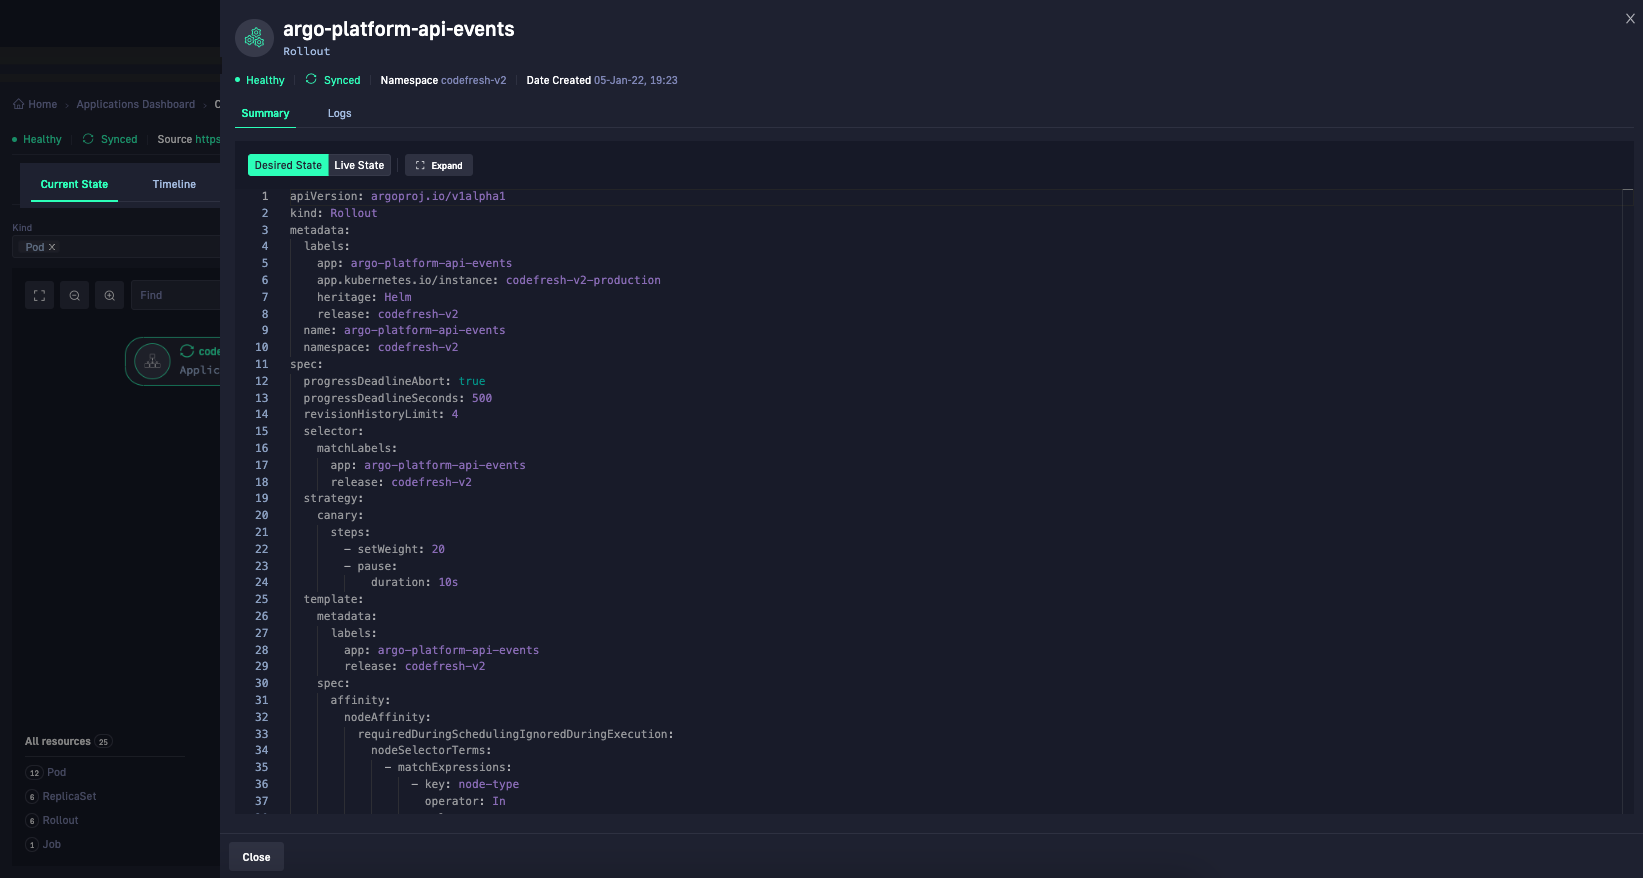 argo-platform-api-events
Rollout
Healthy Synced Namespace codefresh-v2 Date Created 05-Jan-22, 19:23
Summary Logs
Desired State Live State Expand
1 apiVersion: argoproj.io/v1alpha1
2 kind: Rollout
3 metadata:
4 labels:
5 app: argo-platform-api-events
6 app.kubernetes.io/instance: codefresh-v2-production
7 heritage: Helm
8 release: codefresh-v2
9 name: argo-platform-api-events
10 namespace: codefresh-v2
11 spec:
12 progressDeadlineAbort: true
13 progressDeadlineSeconds: 500
14 revisionHistoryLimit: 4
15 selector:
16 matchLabels:
17 app: argo-platform-api-events
18 release: codefresh-v2
19 strategy:
20 canary:
21 steps:
22 - setWeight: 20
23 - pause:
24 duration: 10s
25 template:
26 metadata:
27 labels:
28 app: argo-platform-api-events
29 release: codefresh-v2
30 spec:
31 affinity:
32 nodeAffinity:
33 requiredDuringSchedulingIgnoredDuringExecution:
34 nodeSelectorTerms:
35 - matchExpressions:
36 - key: node-type
37 operator: In
Close
Home › Applications Dashboard ›
Healthy Synced Source https
Current State Timeline
Kind
Pod ×
Find
code
Applic
All resources 25
12 Pod
6 ReplicaSet
6 Rollout
1 Job